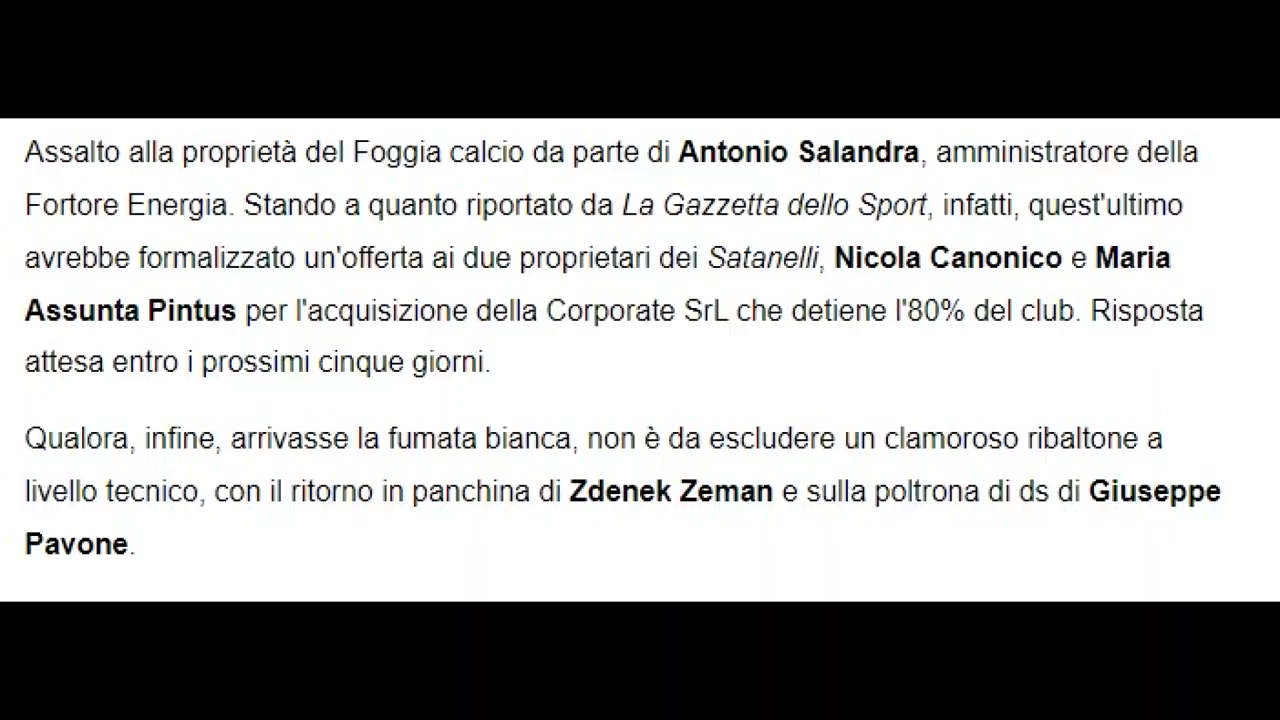 Assalto alla proprietà del Foggia calcio da parte di Antonio Salandra, amministratore della
Fortore Energia. Stando a quanto riportato da La Gazzetta dello Sport, infatti, quest'ultimo
avrebbe formalizzato un'offerta ai due proprietari dei Satanelli, Nicola Canonico e Maria
Assunta Pintus per l'acquisizione della Corporate SrL che detiene l'80% del club. Risposta
attesa entro i prossimi cinque giorni.
Qualora, infine, arrivasse la fumata bianca, non è da escludere un clamoroso ribaltone a
livello tecnico, con il ritorno in panchina di Zdenek Zeman e sulla poltrona di ds di Giuseppe
Pavone.